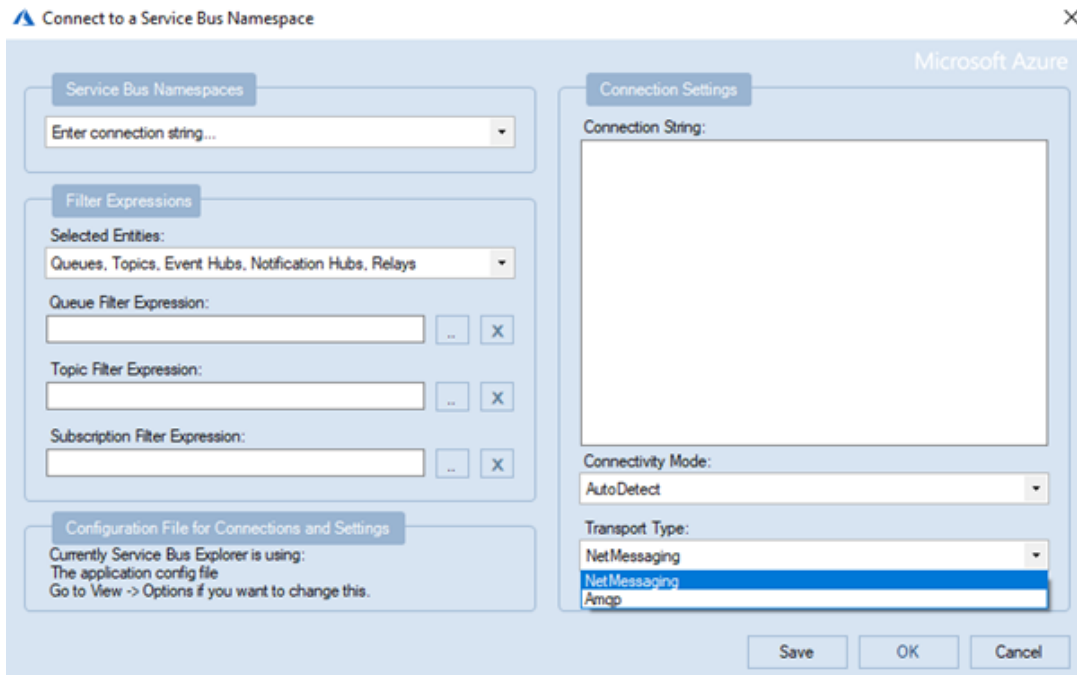 Connect to a Service Bus Namespace
Microsoft Azure
Service Bus Namespaces
Enter connection string...
Filter Expressions
Selected Entities:
Queues, Topics, Event Hubs, Notification Hubs, Relays
Queue Filter Expression:
.. X
Topic Filter Expression:
.. X
Subscription Filter Expression:
.. X
Configuration File for Connections and Settings
Currently Service Bus Explorer is using:
The application config file
Go to View -> Options if you want to change this.
Connection Settings
Connection String:
Connectivity Mode:
AutoDetect
Transport Type:
NetMessaging
NetMessaging
Amqp
Save OK Cancel